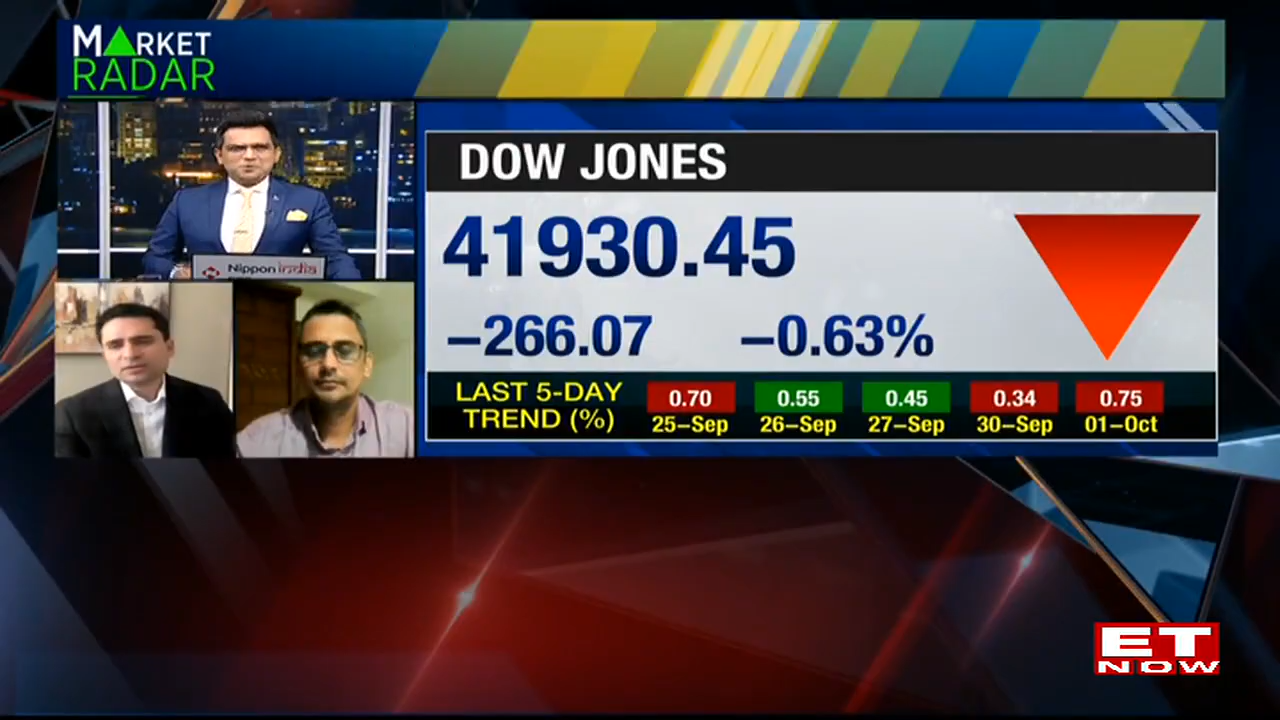 MARKET
RADAR
DOW JONES
41930.45
–266.07 –0.63%
LAST 5-DAY
TREND (%)
0.70 0.55 0.45 0.34 0.75
25–Sep 26–Sep 27–Sep 30–Sep 01–Oct
Nippon india
ET
NOW